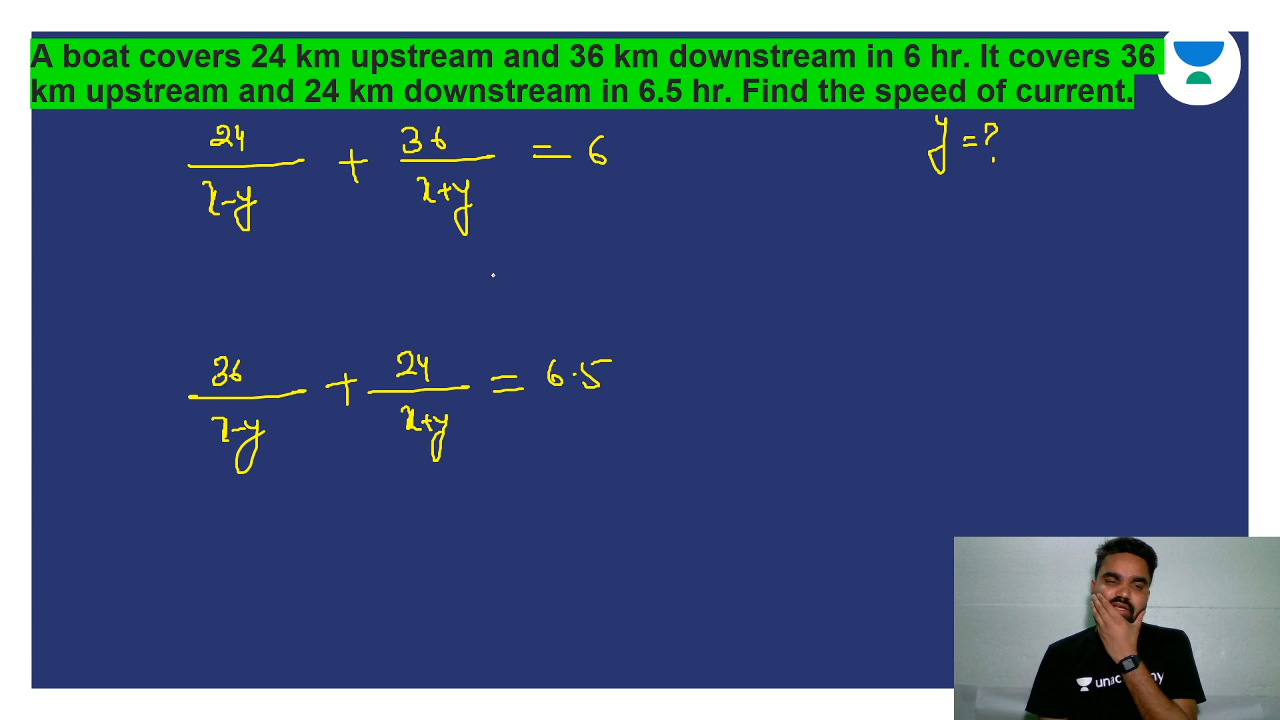 A boat covers 24 km upstream and 36 km downstream in 6 hr. It covers 36
km upstream and 24 km downstream in 6.5 hr. Find the speed of current.
24/x-y + 36/x+y = 6
y = ?
36/x-y + 24/x+y = 6.5
unacademy